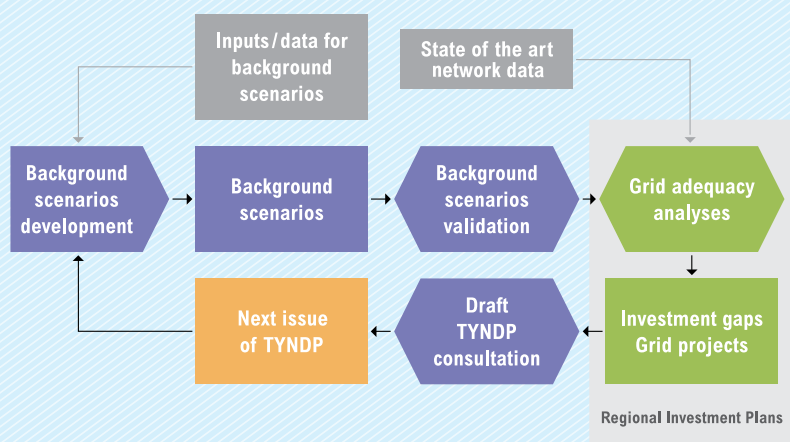 Inputs / data for
background
scenarios
State of the art
network data
Background
scenarios
development
Background
scenarios
Background
scenarios
validation
Grid adequacy
analyses
Next issue
of TYNDP
Draft
TYNDP
consultation
Investment gaps
Grid projects
Regional Investment Plans